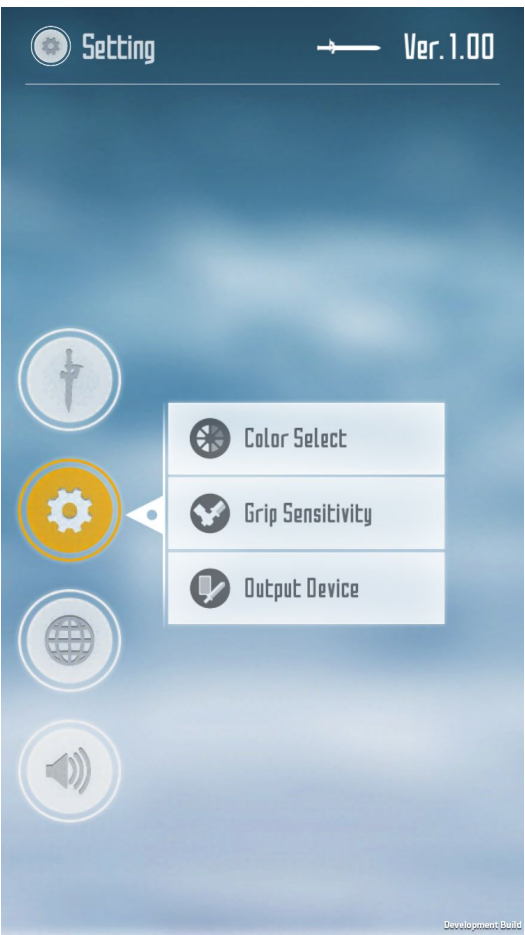 Setting
Ver.1.00
Color Select
Grip Sensitivity
Output Device
Development Build